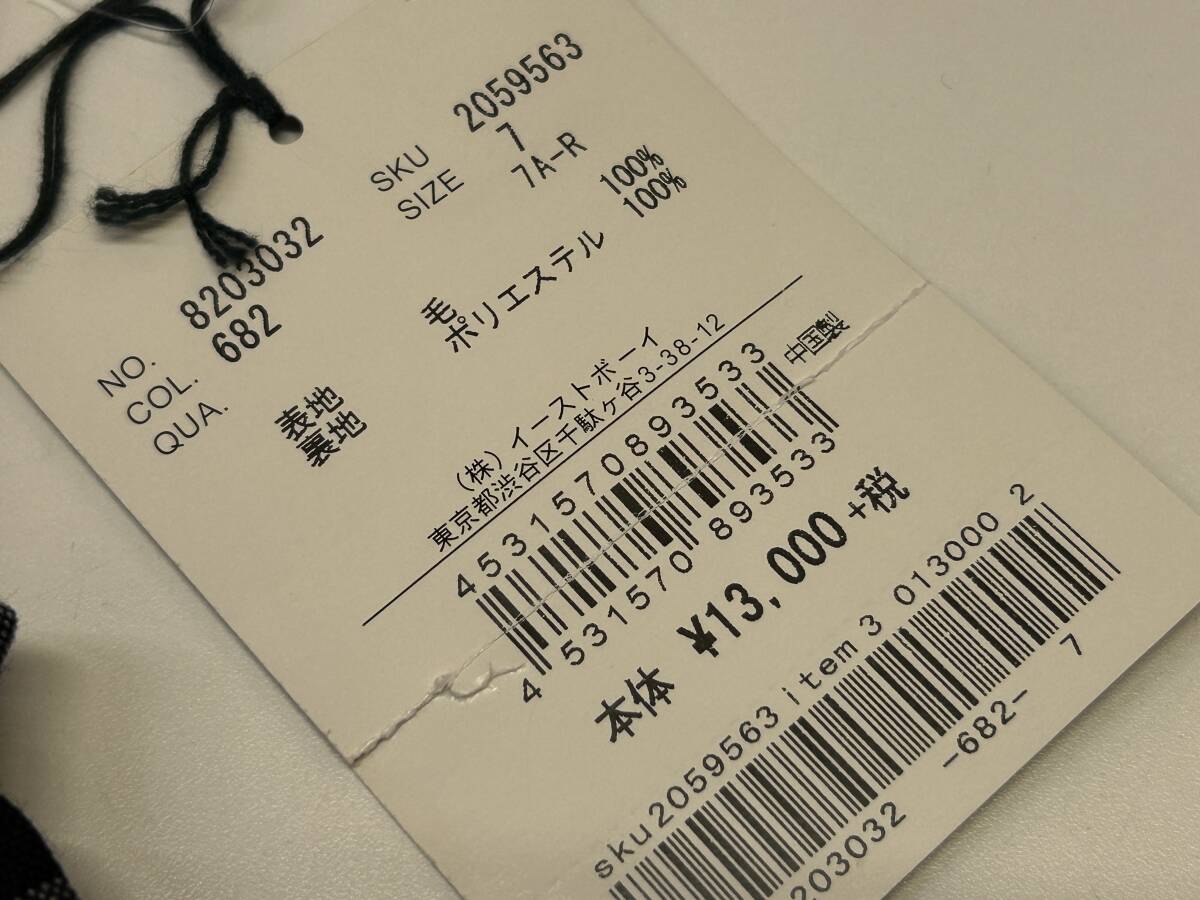 NO. 8203032 SKU 2059563
COL. 682 SIZE 7
QUA. 7A-R
表地 毛 100%
裏地 ポリエステル 100%
(株)イーストボーイ
東京都渋谷区千駄ヶ谷3-38-12
中国製
4531570893533
4 531570 893533
本体 ¥13,000+税
sku2059563 item3 013000 2
203032 -682- 7